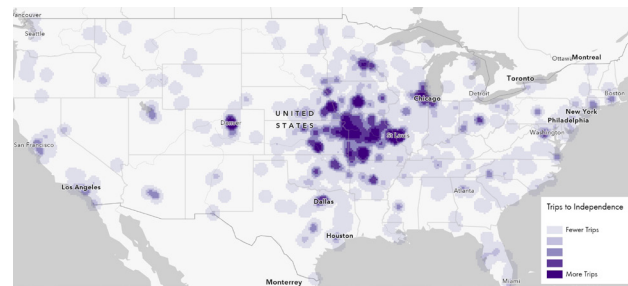 Vancouver
Seattle
Ottawa Montreal
Toronto
Boston
Detroit
Chicago
New York
Philadelphia
UNITED
STATES
Denver
St Louis
Washington
San Francisco
Los Angeles
Atlanta
Dallas
Houston
Monterrey
Miami
Trips to Independence
Fewer Trips
More Trips